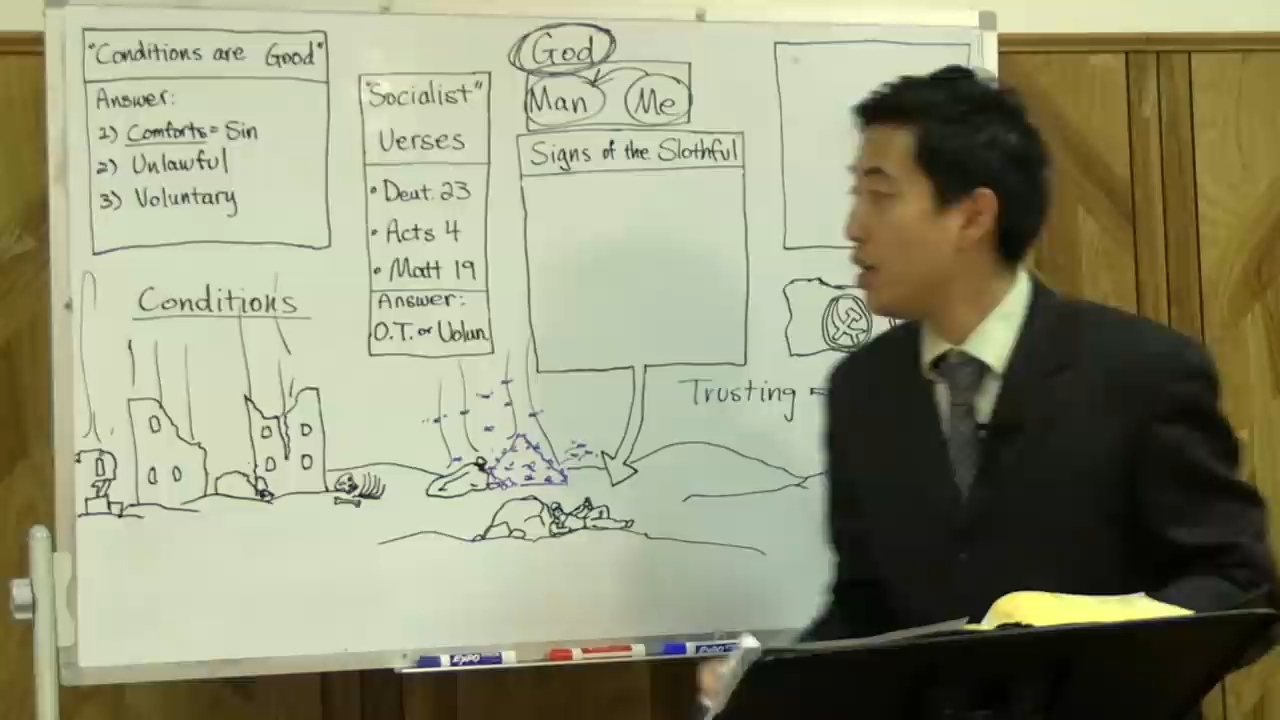 "Conditions are Good"
Answer:
1) Comforts = Sin
2) Unlawful
3) Voluntary
Conditions
"Socialist"
Verses
• Deut. 23
• Acts 4
• Matt 19
Answer:
O.T. or Volun
God
Man Me
Signs of the Slothful
Trusting =
EXPO